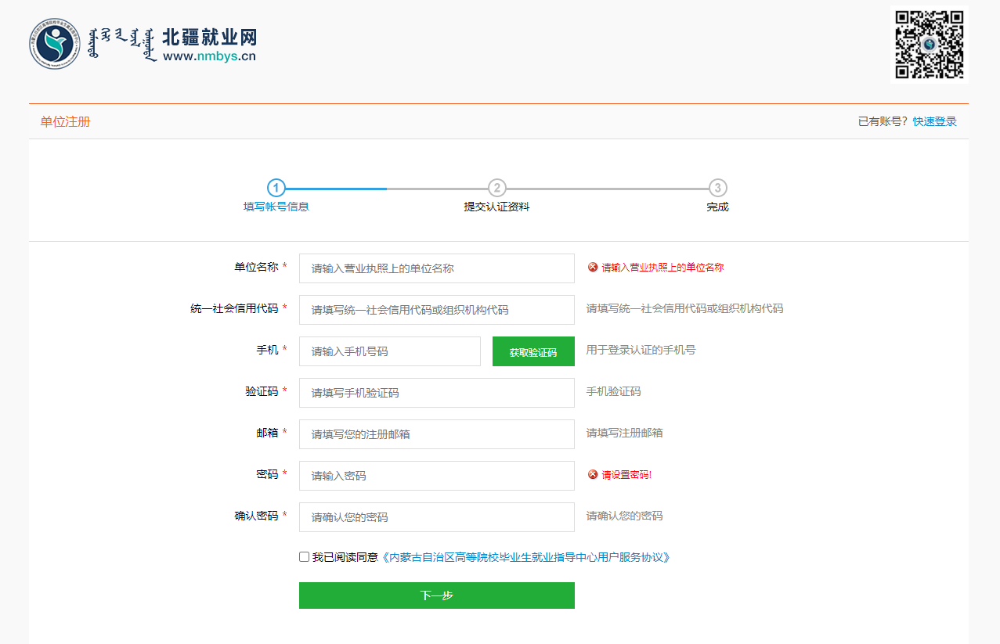 北疆就业网
www.nmbys.cn
单位注册
已有账号? 快速登录
1 2 3
填写帐号信息 提交认证资料 完成
单位名称 * 请输入营业执照上的单位名称 请输入营业执照上的单位名称
统一社会信用代码 * 请填写统一社会信用代码或组织机构代码 请填写统一社会信用代码或组织机构代码
手机 * 请输入手机号码 获取验证码 用于登录认证的手机号
验证码 * 请填写手机验证码 手机验证码
邮箱 * 请填写您的注册邮箱 请填写注册邮箱
密码 * 请输入密码 请设置密码!
确认密码 * 请确认您的密码 请确认您的密码
我已阅读同意《内蒙古自治区高等院校毕业生就业指导中心用户服务协议》
下一步